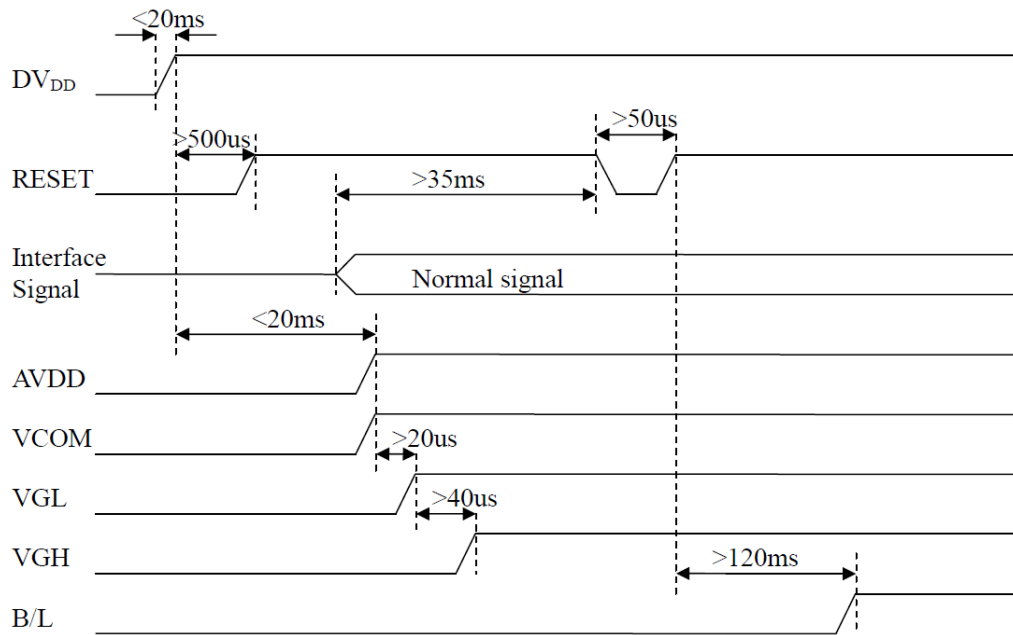 <20ms
DVDD
>500us
>50us
RESET
>35ms
Interface
Signal
Normal signal
<20ms
AVDD
VCOM
>20us
VGL
>40us
VGH
>120ms
B/L